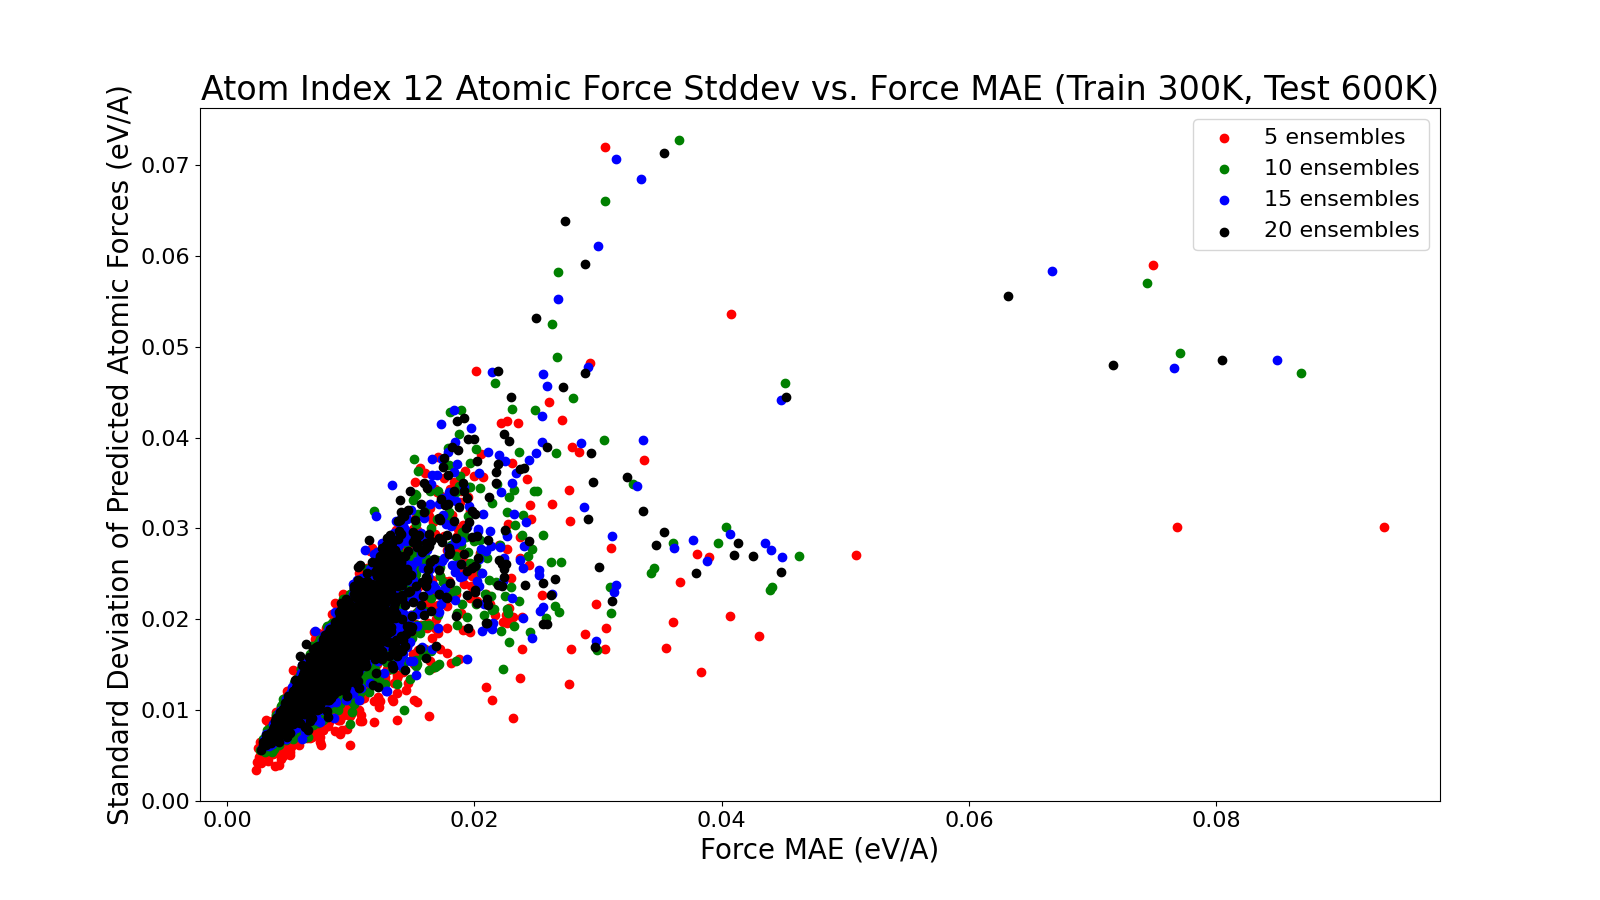 Atom Index 12 Atomic Force Stddev vs. Force MAE (Train 300K, Test 600K)
Standard Deviation of Predicted Atomic Forces (eV/A)
0.07
0.06
0.05
0.04
0.03
0.02
0.01
0.00
5 ensembles
10 ensembles
15 ensembles
20 ensembles
0.00 0.02 0.04 0.06 0.08
Force MAE (eV/A)